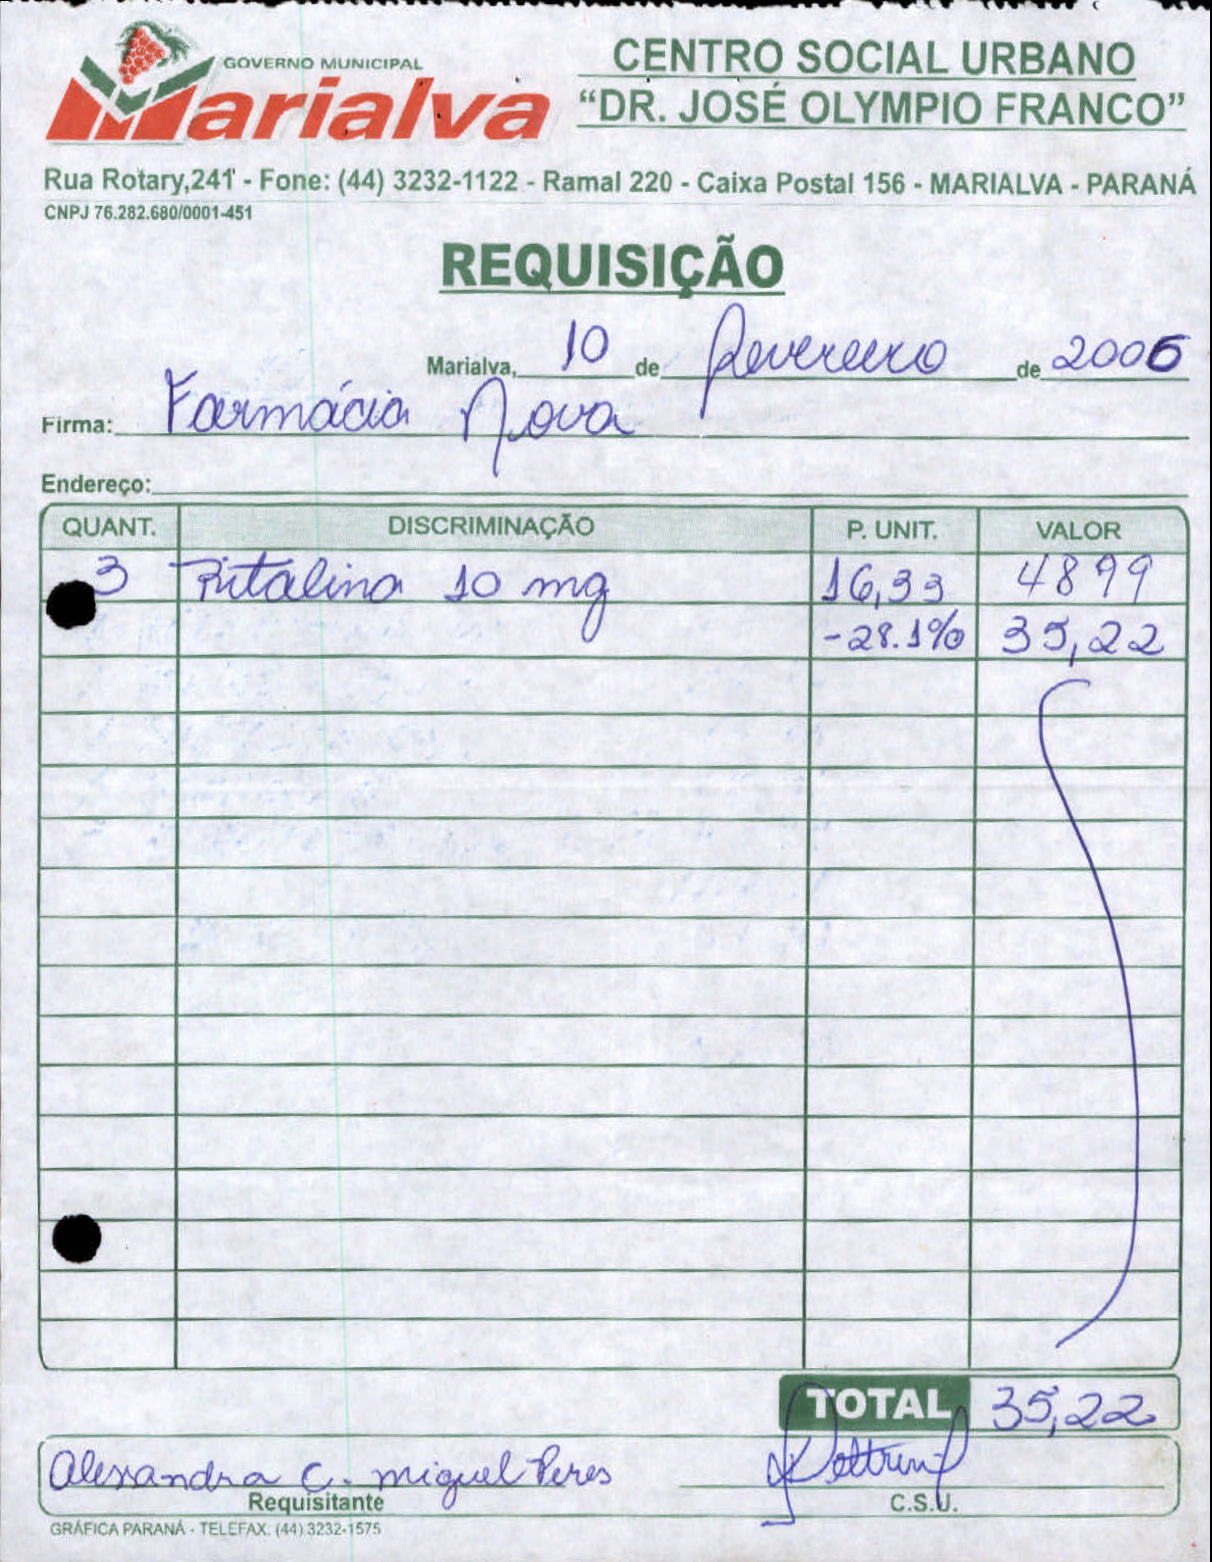 GOVERNO MUNICIPAL
Marialva
CENTRO SOCIAL URBANO
“DR. JOSÉ OLYMPIO FRANCO”
Rua Rotary,241 - Fone: (44) 3232-1122 - Ramal 220 - Caixa Postal 156 - MARIALVA - PARANÁ
CNPJ 76.282.680/0001-451
REQUISIÇÃO
Marialva, 10 de fevereiro de 2006
Firma: Farmácia Nova
Endereço:
QUANT. DISCRIMINAÇÃO P. UNIT. VALOR
3 Ritalina 10 mg 16,33 4899
-28.1% 35,22
TOTAL 35,22
Alexandra C. Miguel Peres
Requisitante C.S.U.
GRÁFICA PARANÁ - TELEFAX: (44) 3232-1575